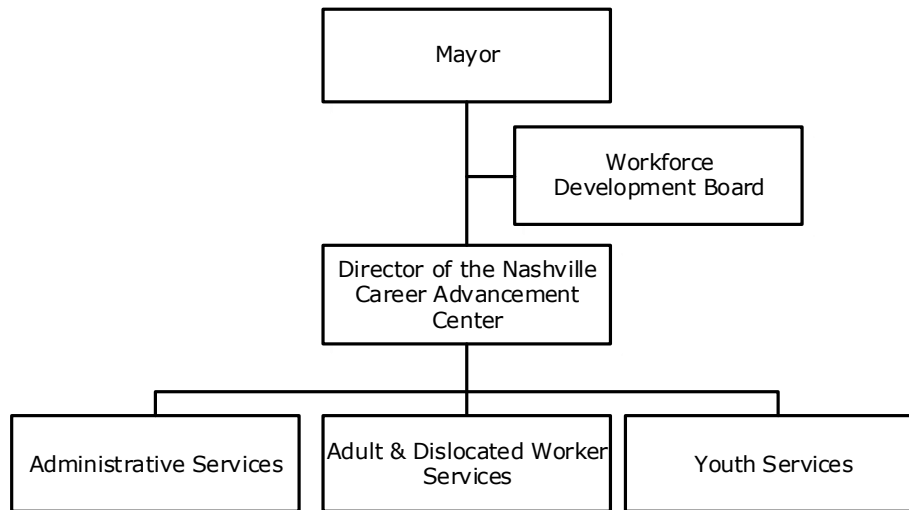 Mayor
Workforce
Development Board
Director of the Nashville
Career Advancement
Center
Administrative Services
Adult & Dislocated Worker
Services
Youth Services